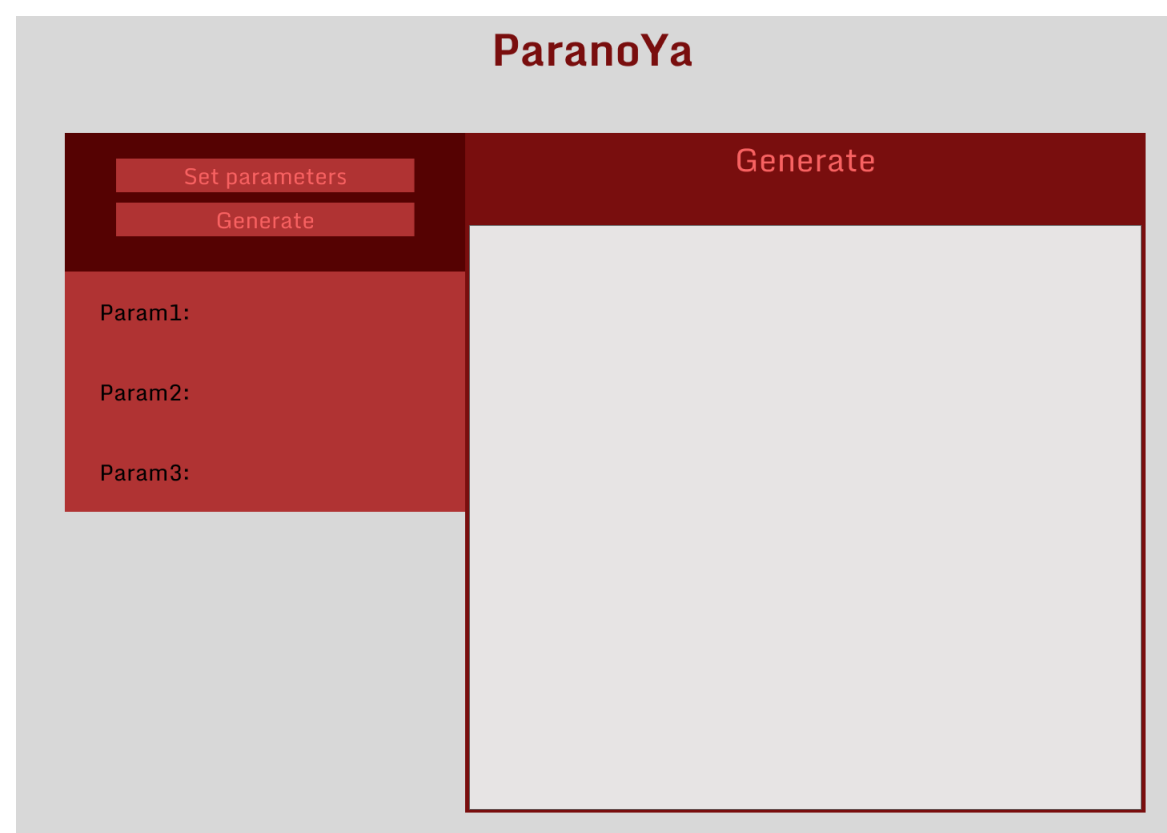 ParanoYa
Set parameters
Generate
Param1:
Param2:
Param3:
Generate